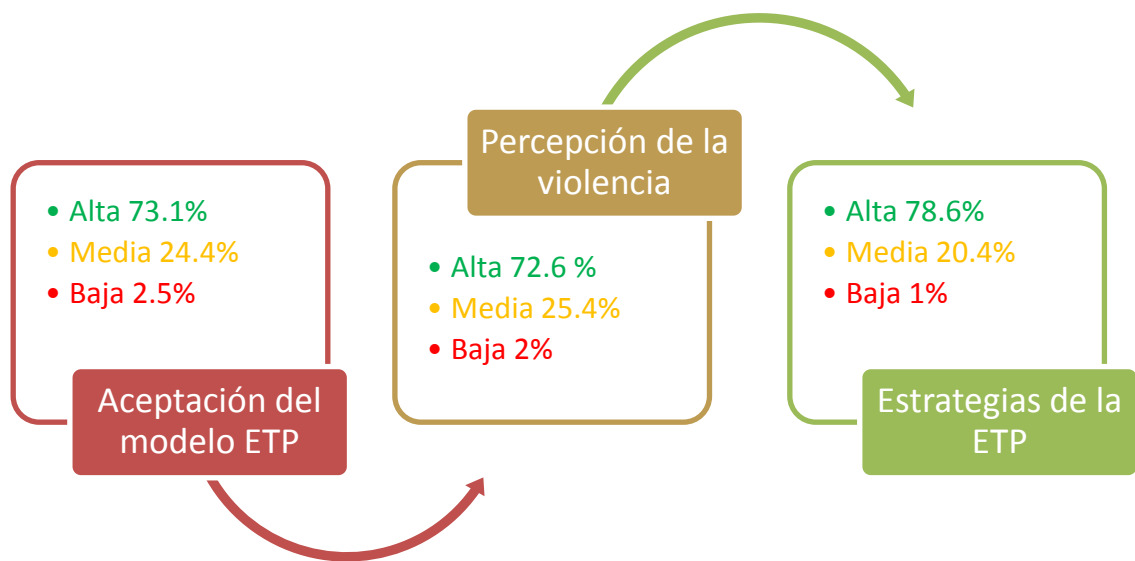 • Alta 73.1%
• Media 24.4%
• Baja 2.5%
Aceptación del
modelo ETP
Percepción de la
violencia
• Alta 72.6 %
• Media 25.4%
• Baja 2%
• Alta 78.6%
• Media 20.4%
• Baja 1%
Estrategias de la
ETP